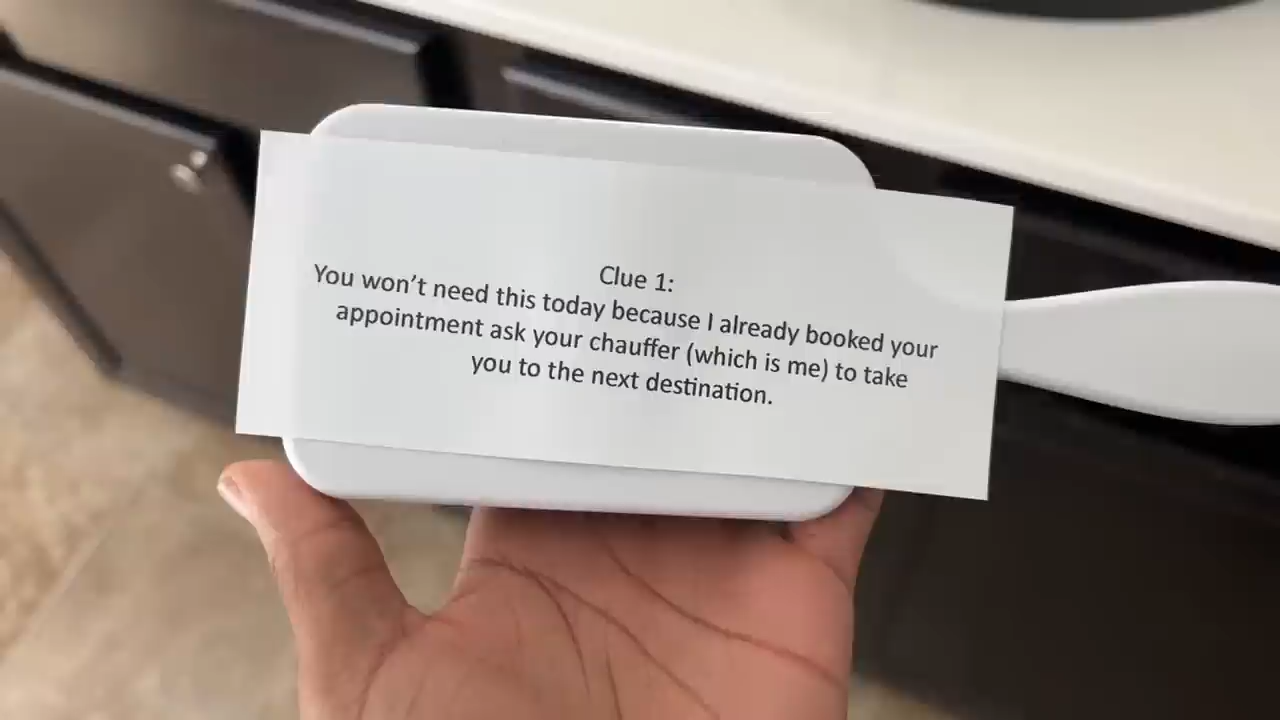 Clue 1:
You won't need this today because I already booked your
appointment ask your chauffer (which is me) to take
you to the next destination.